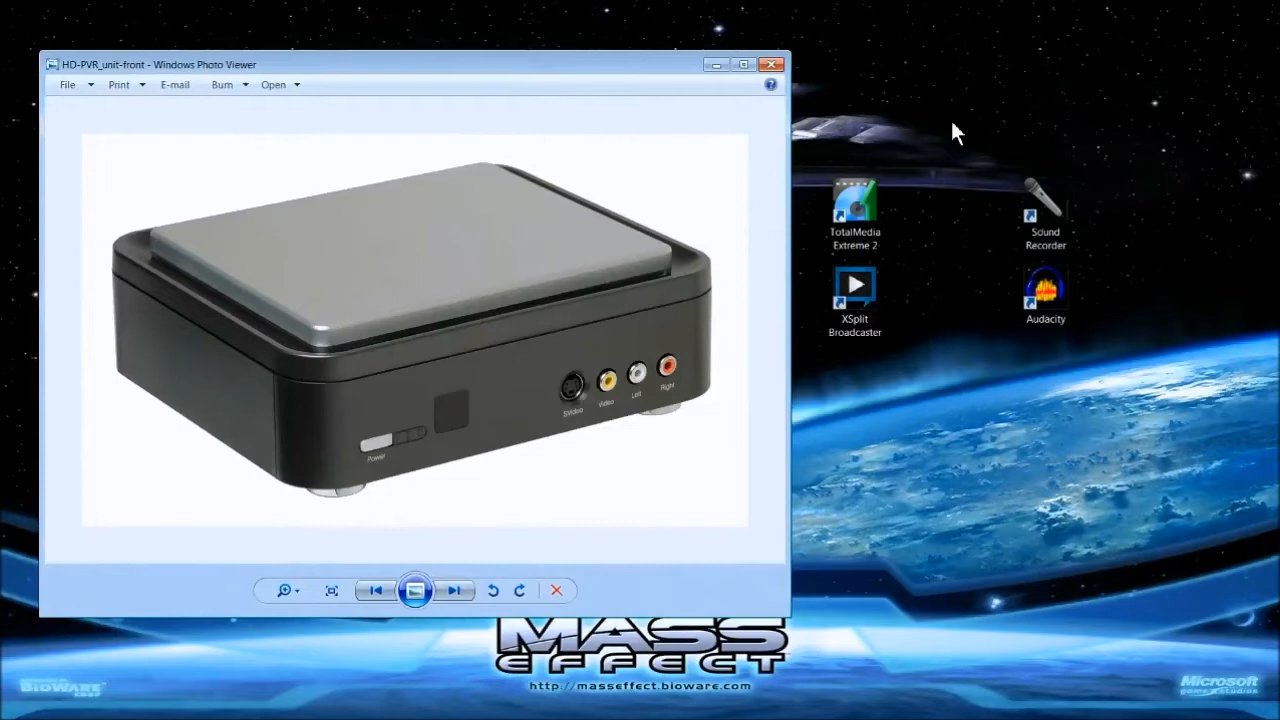 HD-PVR_unit-front - Windows Photo Viewer
File Print E-mail Burn Open
TotalMedia
Extreme 2
Sound
Recorder
XSplit
Broadcaster
Audacity
SVideo Video Left Right
Power
MASS
EFFECT
http://masseffect.bioware.com
BIOWARE
CORP
Microsoft
game studios